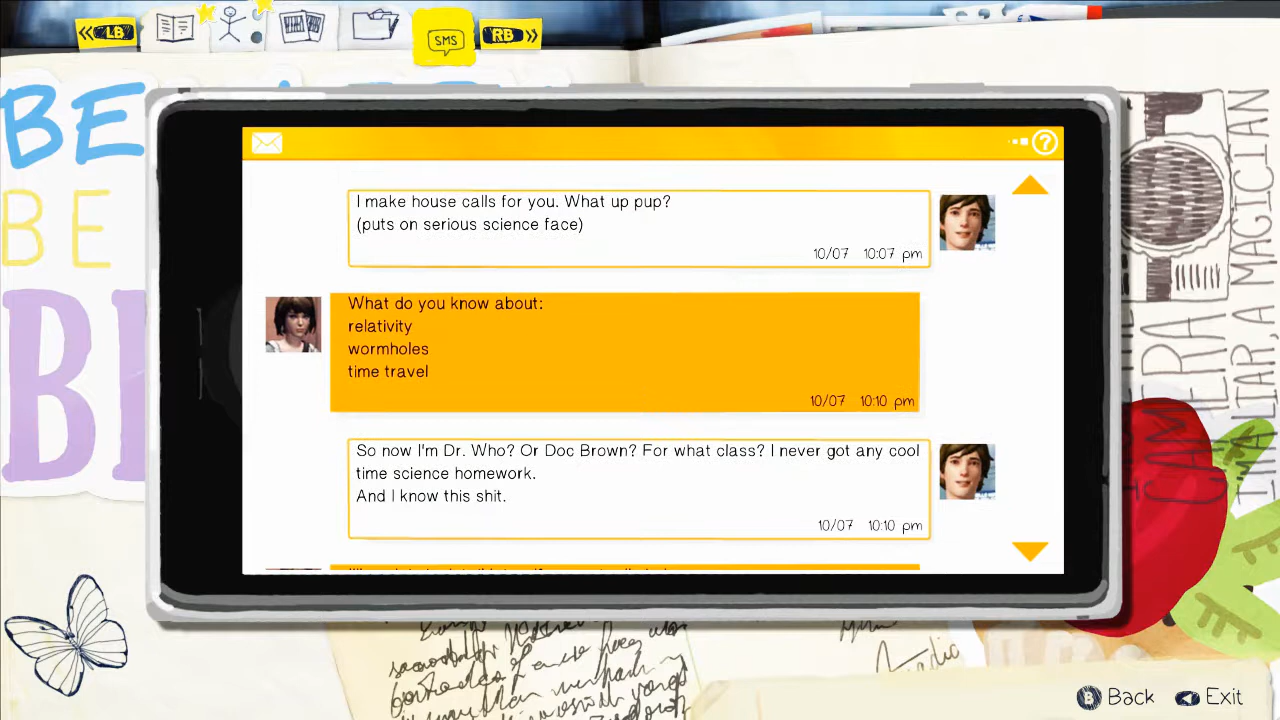 LB
SMS
RB
I make house calls for you. What up pup?
(puts on serious science face)
10/07 10:07 pm
What do you know about:
relativity
wormholes
time travel
10/07 10:10 pm
So now I'm Dr. Who? Or Doc Brown? For what class? I never got any cool
time science homework.
And I know this shit.
10/07 10:10 pm
BE
BE
CAMERA
LIAR, A MAGICIAN
B Back
Exit